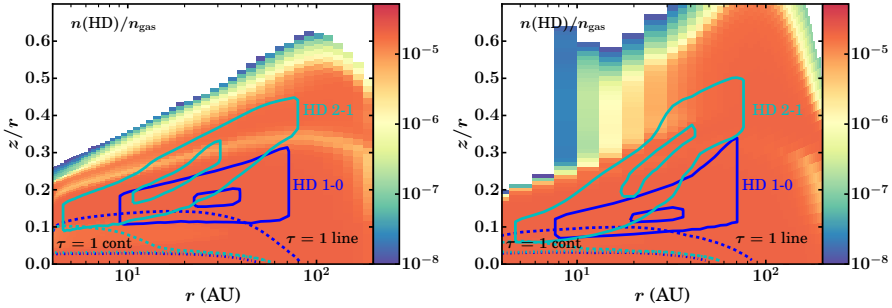 n(HD)/n_gas
0.6
0.5
0.4
0.3
0.2
0.1
0.0
z/r
HD 2-1
HD 1-0
τ = 1 cont
τ = 1 line
10^1
10^2
r (AU)
10^−5
10^−6
10^−7
10^−8
n(HD)/n_gas
0.6
0.5
0.4
0.3
0.2
0.1
0.0
z/r
HD 2-1
HD 1-0
τ = 1 cont
τ = 1 line
10^1
10^2
r (AU)
10^−5
10^−6
10^−7
10^−8